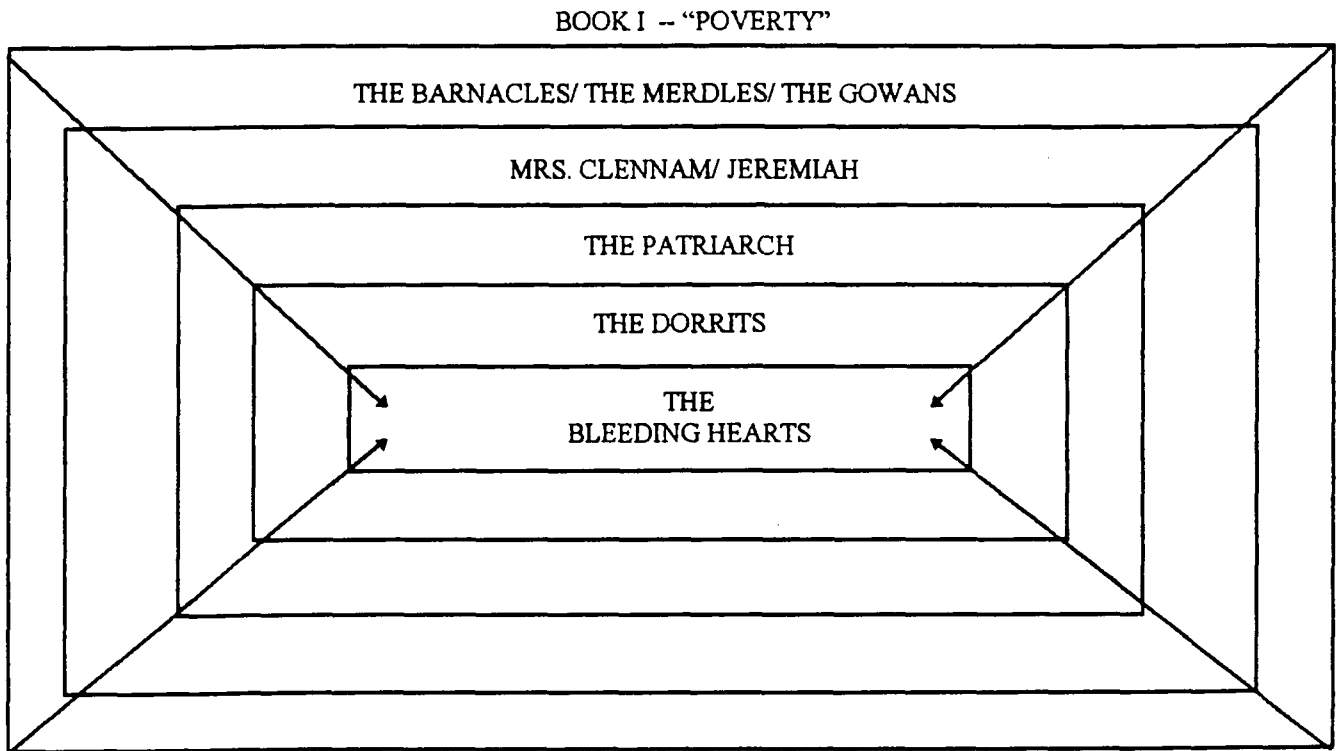 BOOK I -- “POVERTY”
THE BARNACLES/ THE MERDLES/ THE GOWANS
MRS. CLENNAM/ JEREMIAH
THE PATRIARCH
THE DORRITS
THE
BLEEDING HEARTS